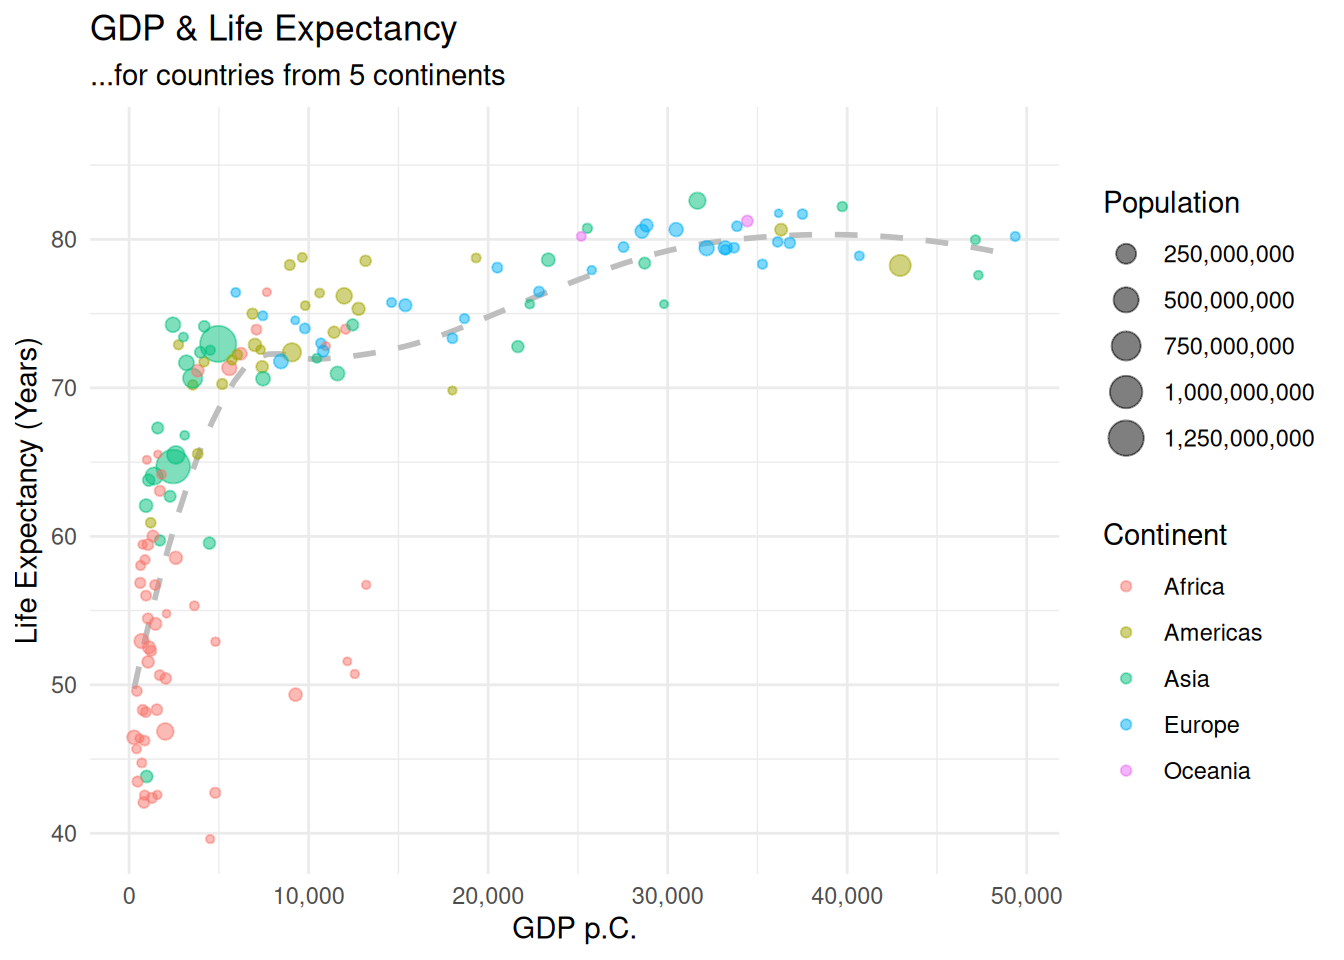 GDP & Life Expectancy
...for countries from 5 continents
Life Expectancy (Years)
80
70
60
50
40
0 10,000 20,000 30,000 40,000 50,000
GDP p.C.
Population
250,000,000
500,000,000
750,000,000
1,000,000,000
1,250,000,000
Continent
Africa
Americas
Asia
Europe
Oceania